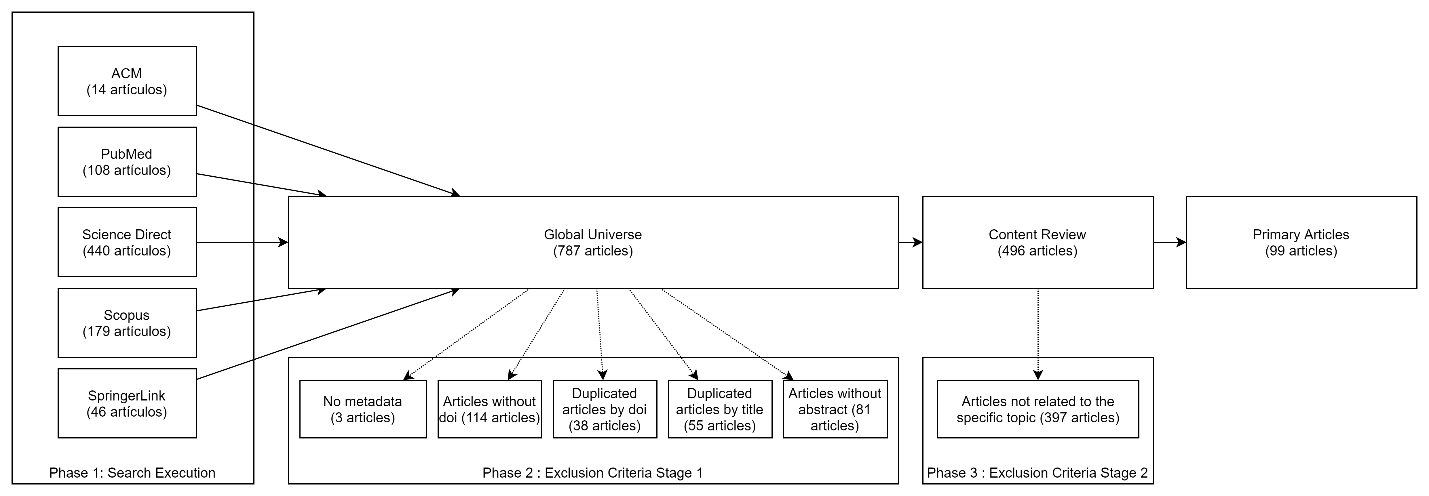 ACM
(14 artículos)
PubMed
(108 artículos)
Science Direct
(440 artículos)
Scopus
(179 artículos)
SpringerLink
(46 artículos)
Phase 1: Search Execution
Global Universe
(787 articles)
Content Review
(496 articles)
Primary Articles
(99 articles)
No metadata
(3 articles)
Articles without
doi (114 articles)
Duplicated
articles by doi
(38 articles)
Duplicated
articles by title
(55 articles)
Articles without
abstract (81
articles)
Phase 2 : Exclusion Criteria Stage 1
Articles not related to the
specific topic (397 articles)
Phase 3 : Exclusion Criteria Stage 2